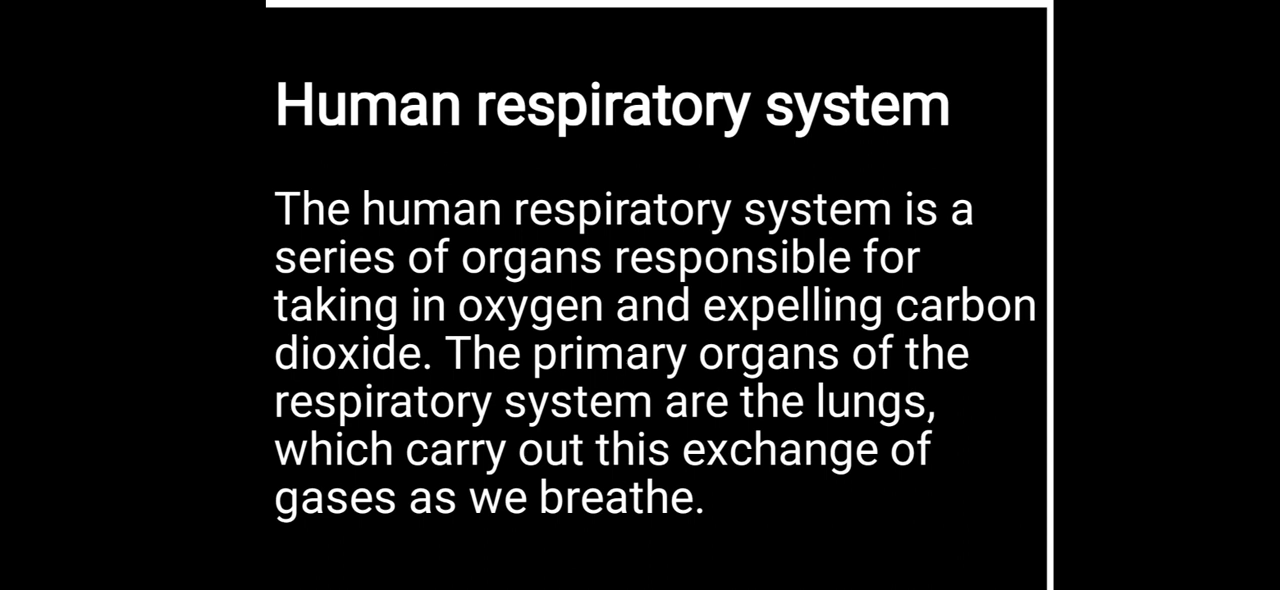 Human respiratory system
The human respiratory system is a
series of organs responsible for
taking in oxygen and expelling carbon
dioxide. The primary organs of the
respiratory system are the lungs,
which carry out this exchange of
gases as we breathe.